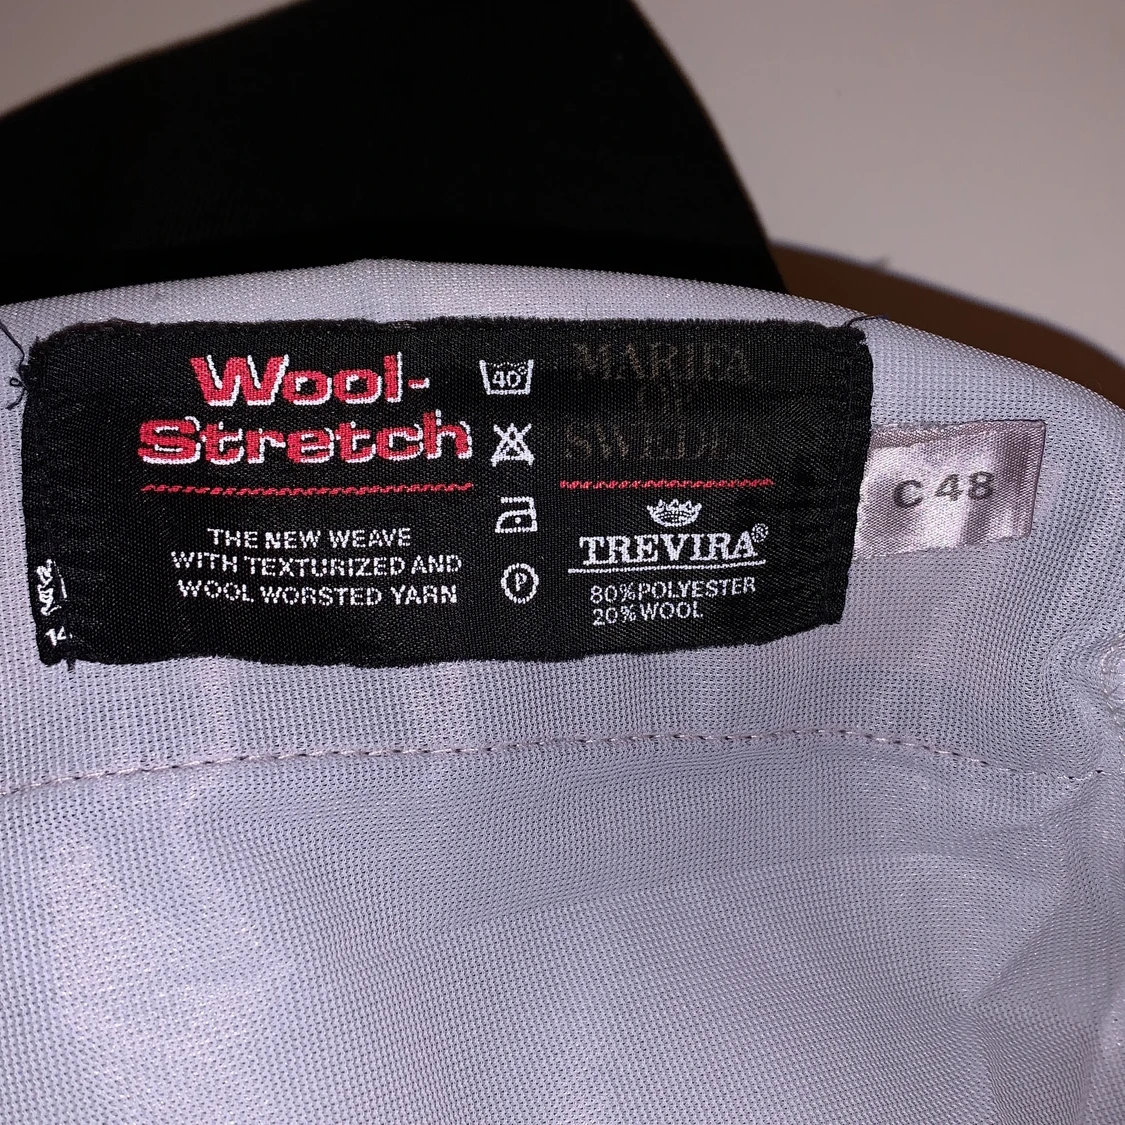 Wool-
Stretch
THE NEW WEAVE
WITH TEXTURIZED AND
WOOL WORSTED YARN
40°
P
TREVIRA®
80%POLYESTER
20%WOOL
C 48